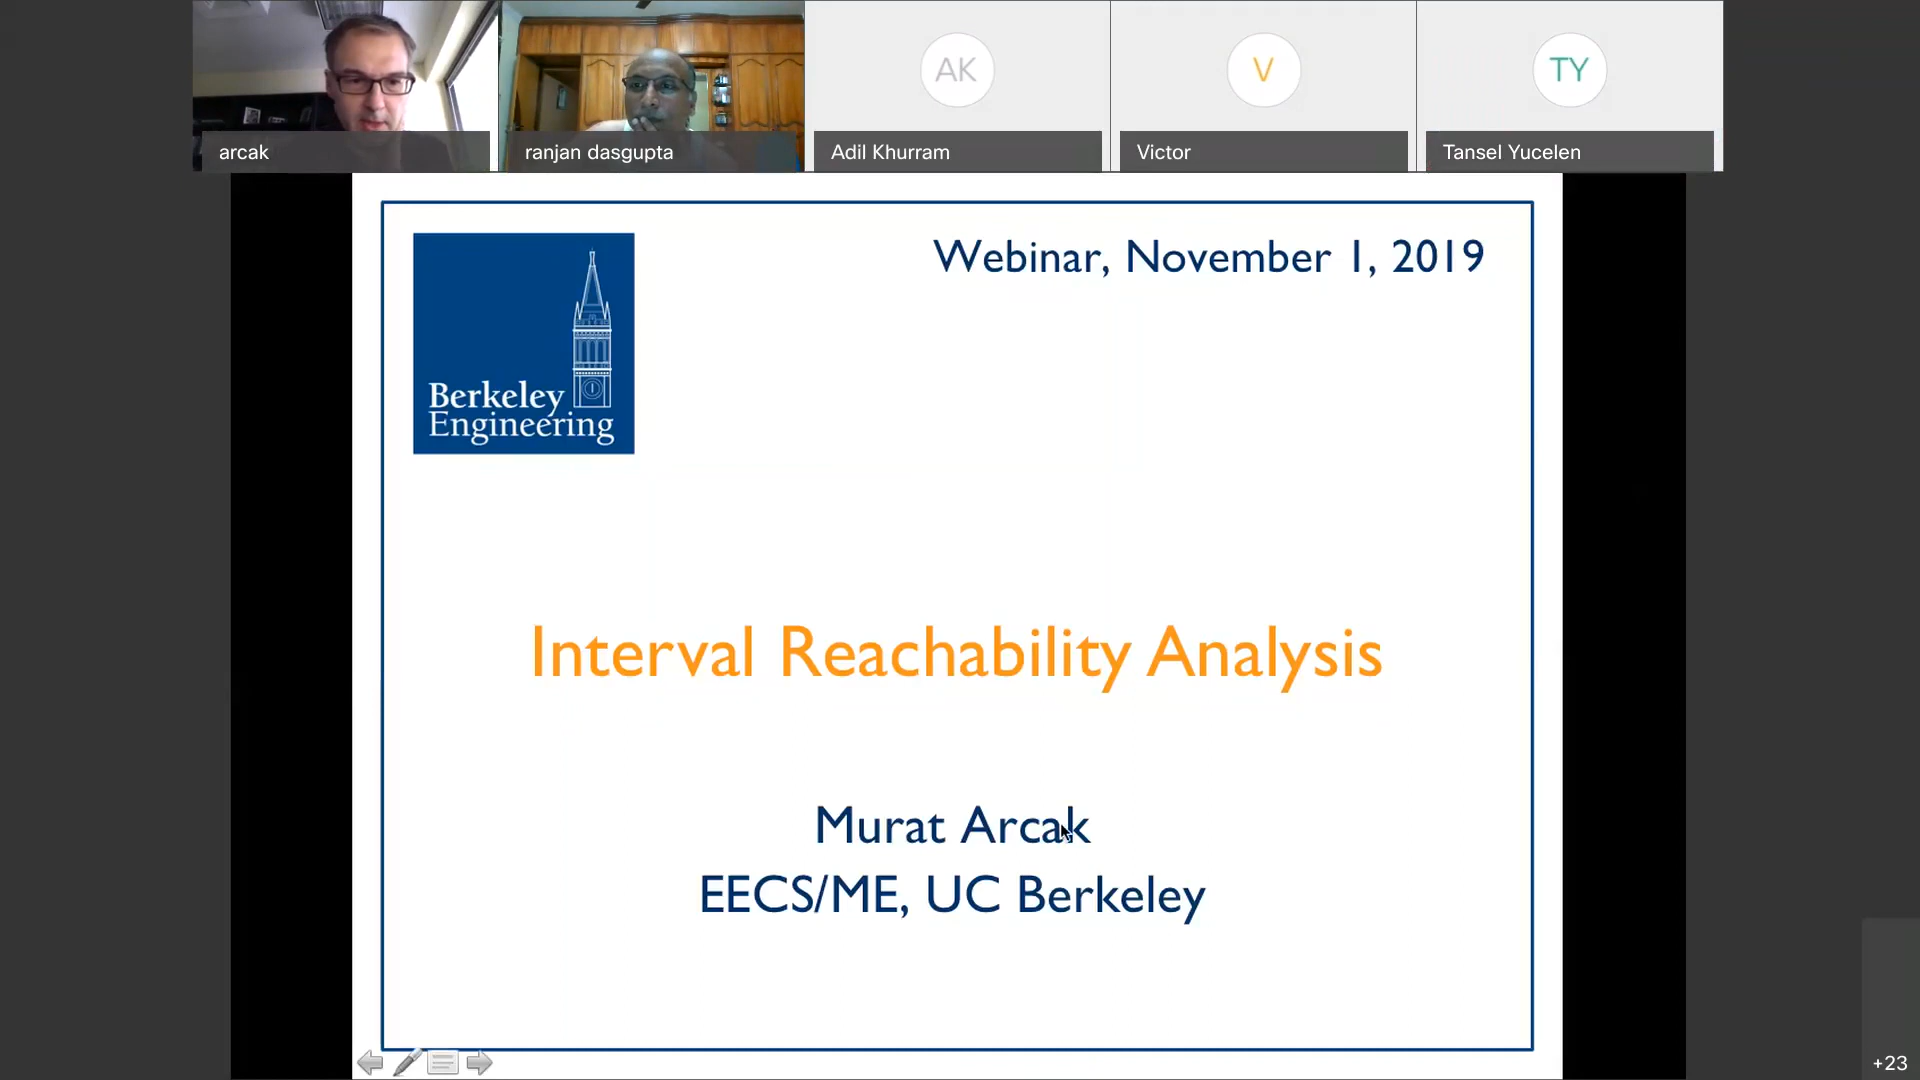 arcak
ranjan dasgupta
AK
Adil Khurram
V
Victor
TY
Tansel Yucelen
Webinar, November 1, 2019
Berkeley
Engineering
Interval Reachability Analysis
Murat Arcak
EECS/ME, UC Berkeley
+23